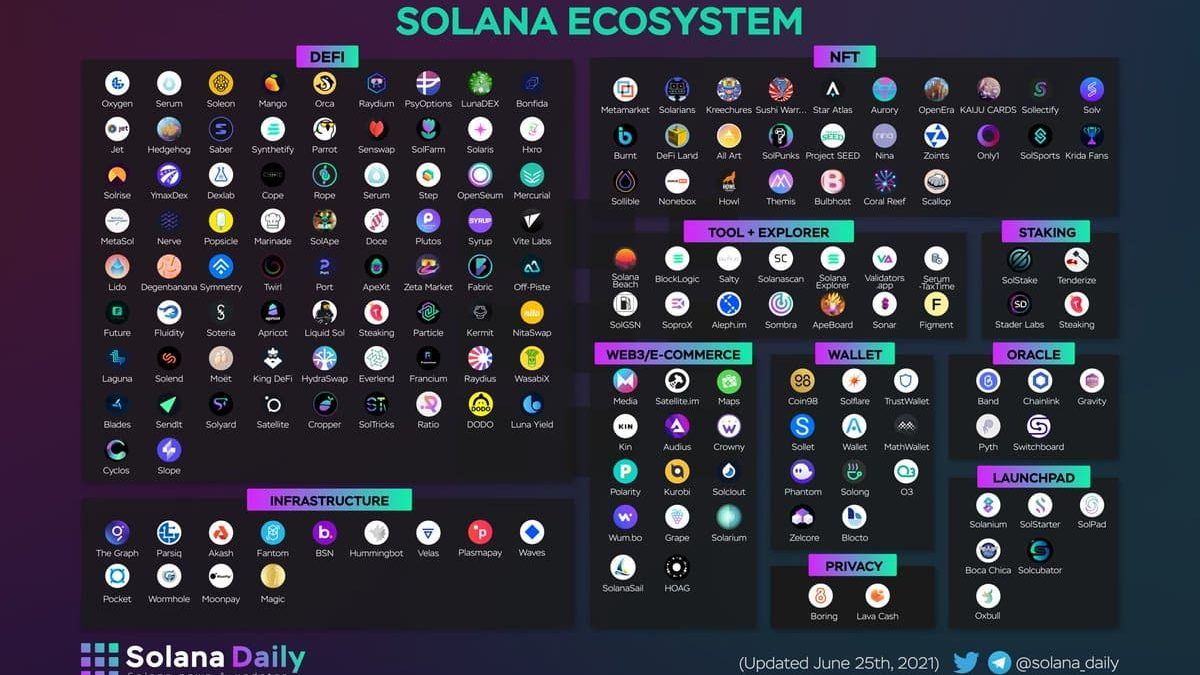 SOLANA ECOSYSTEM
DEFI
Oxygen Serum Soleon Mango Orca Raydium PsyOptions LunaDEX Bonfida
Jet Hedgehog Saber Synthetify Parrot Senswap SolFarm Solaris Hxro
Solrise YmaxDex Dexlab Cope Rope Serum Step OpenSeum Mercurial
MetaSol Nerve Popsicle Marinade SolApe Doce Plutos Syrup Vite Labs
Lido Degenbanana Symmetry Twirl Port ApeXit Zeta Market Fabric Off-Piste
Future Fluidity Soteria Apricot Liquid Sol Steaking Particle Kermit NitaSwap
Laguna Solend Moët King DeFi HydraSwap Everlend Francium Raydius WasabiX
Blades SendIt Solyard Satellite Cropper SolTricks Ratio DODO Luna Yield
Cyclos Slope
INFRASTRUCTURE
The Graph Parsiq Akash Fantom BSN Hummingbot Velas Plasmapay Waves
Pocket Wormhole Moonpay Magic
NFT
Metamarket Solarians Kreechures Sushi Warr... Star Atlas Aurory OpenEra KAIJU CARDS Sollectify Solv
Burnt DeFi Land All Art SolPunks Project SEED Nina Zoints Only1 SolSports Krida Fans
Sollible Nonebox Howl Themis Bulbhost Coral Reef Scallop
TOOL + EXPLORER
Solana Beach BlockLogic Salty Solanascan Solana Explorer Validators .app Serum -TaxTime
SolGSN SoproX Aleph.im Sombra ApeBoard Sonar Figment
STAKING
SolStake Tenderize
Stader Labs Steaking
WEB3/E-COMMERCE
Media Satellite.im Maps
Kin Audius Crowny
Polarity Kurobi Solclout
Wum.bo Grape Solarium
SolanaSail HOAG
WALLET
Coin98 Solflare TrustWallet
Sollet Wallet MathWallet
Phantom Solong O3
Zelcore Blocto
PRIVACY
Boring Lava Cash
ORACLE
Band Chainlink Gravity
Pyth Switchboard
LAUNCHPAD
Solanium SolStarter SolPad
Boca Chica Solcubator
Oxbull
Solana Daily
(Updated June 25th, 2021) @solana_daily